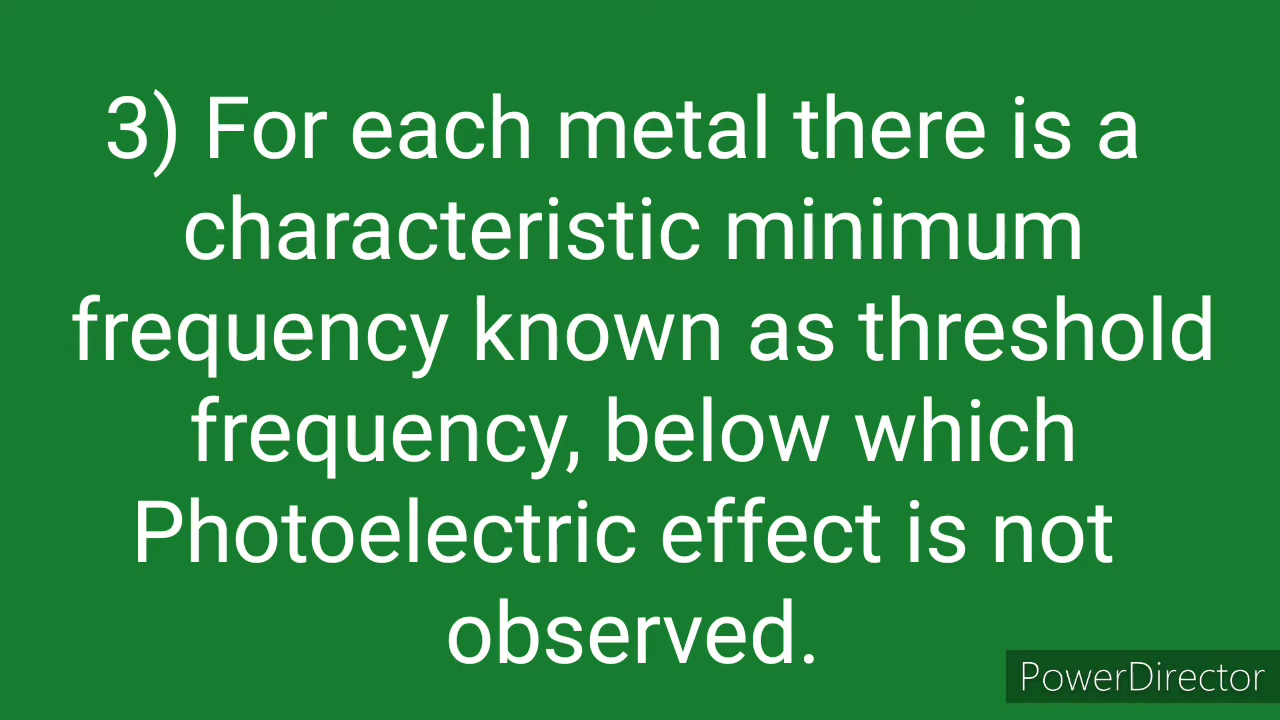 3) For each metal there is a
characteristic minimum
frequency known as threshold
frequency, below which
Photoelectric effect is not
observed.
PowerDirector